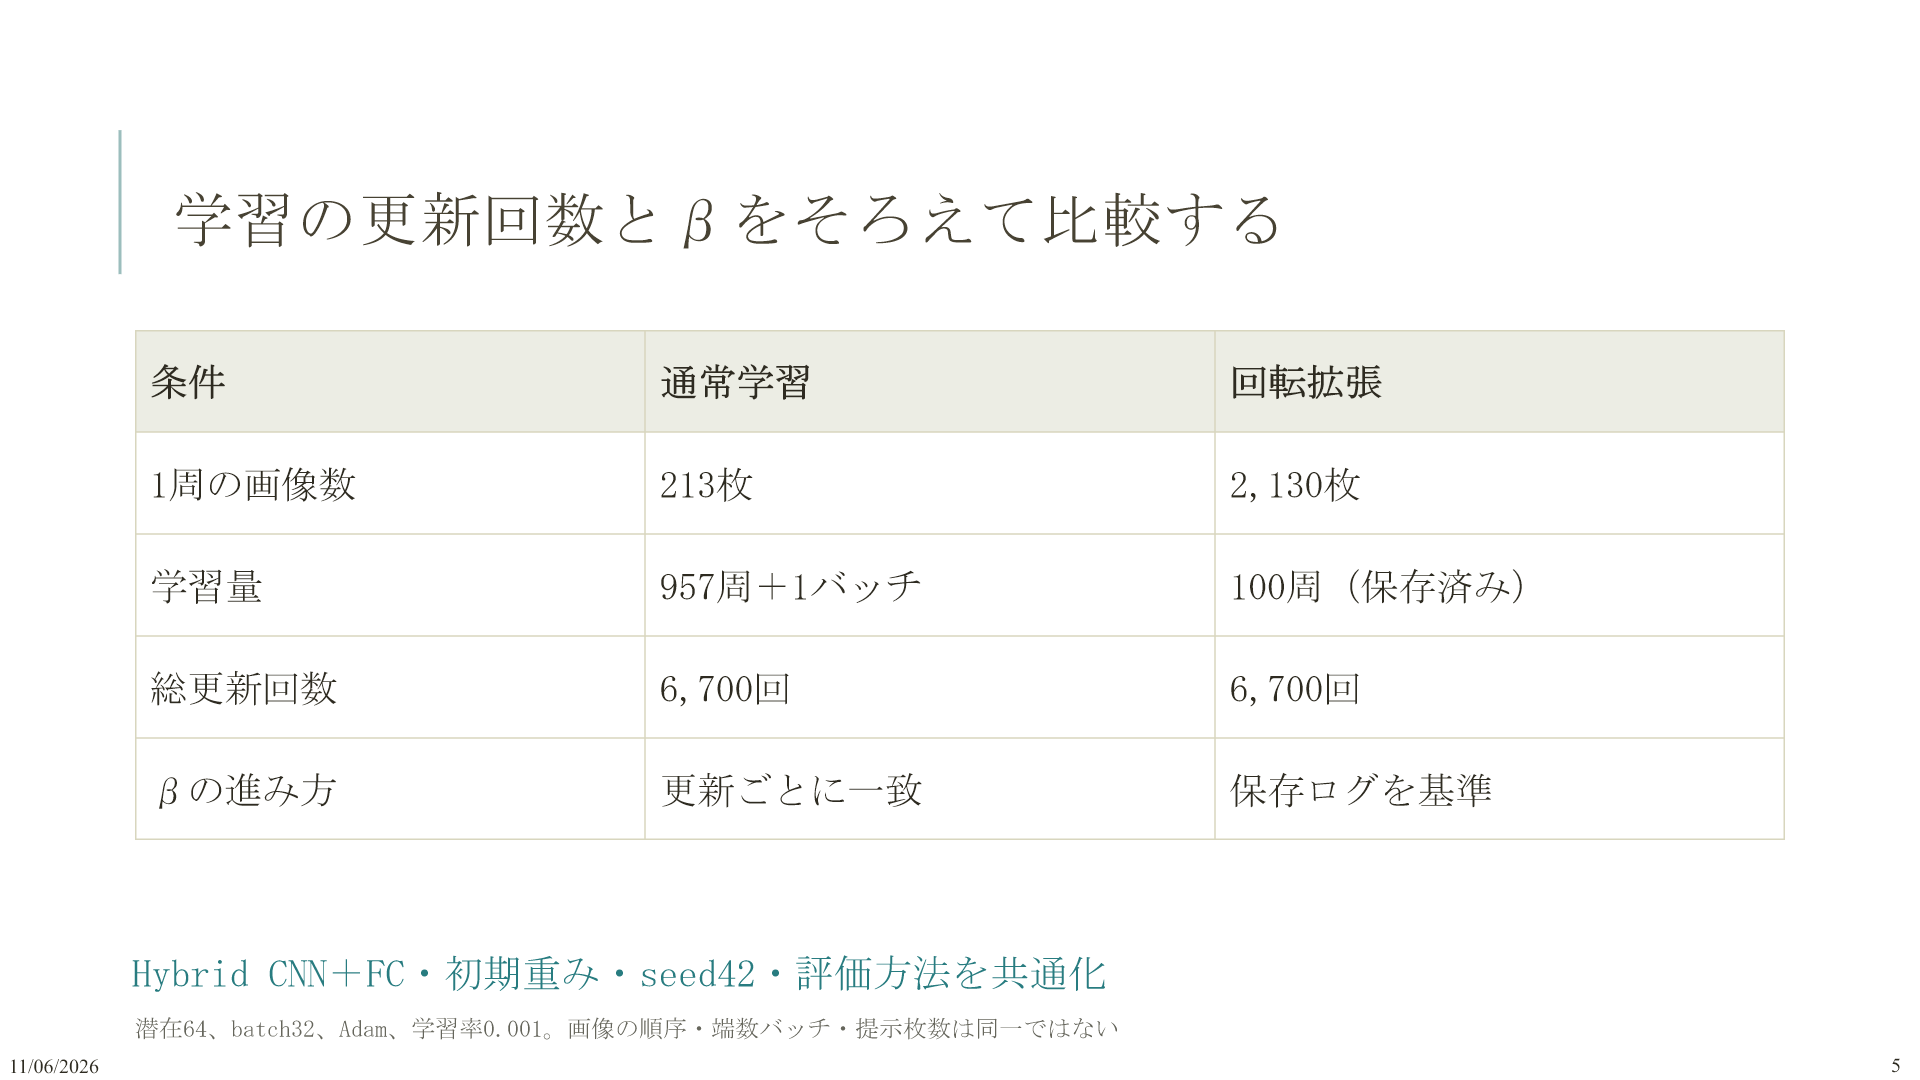 学習の更新回数とβをそろえて比較する
条件 通常学習 回転拡張
1周の画像数 213枚 2,130枚
学習量 957周＋1バッチ 100周（保存済み）
総更新回数 6,700回 6,700回
βの進み方 更新ごとに一致 保存ログを基準
Hybrid CNN＋FC・初期重み・seed42・評価方法を共通化
潜在64、batch32、Adam、学習率0.001。画像の順序・端数バッチ・提示枚数は同一ではない
11/06/2026 5